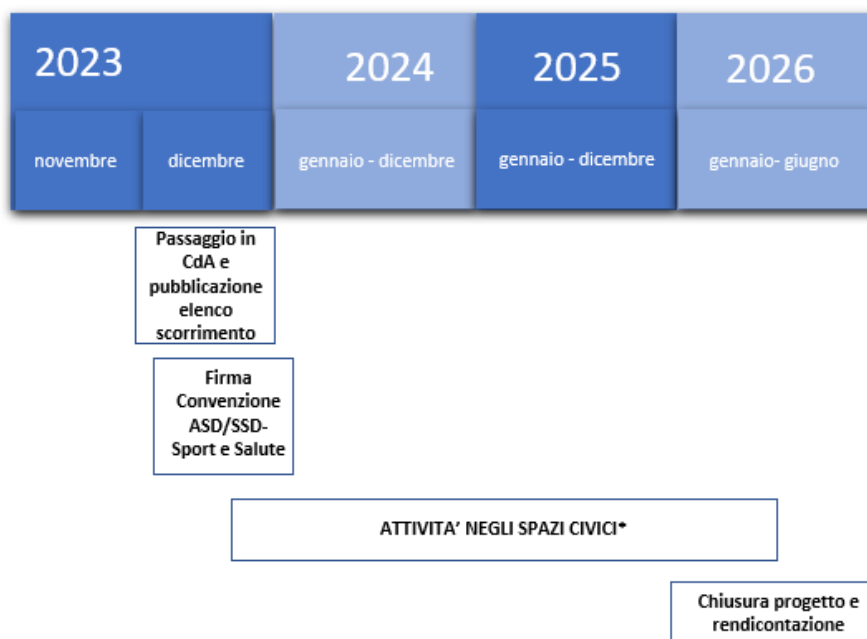 2023
2024
2025
2026
novembre
dicembre
gennaio - dicembre
gennaio - dicembre
gennaio- giugno
Passaggio in
CdA e
pubblicazione
elenco
scorrimento
Firma
Convenzione
ASD/SSD-
Sport e Salute
ATTIVITA’ NEGLI SPAZI CIVICI*
Chiusura progetto e
rendicontazione